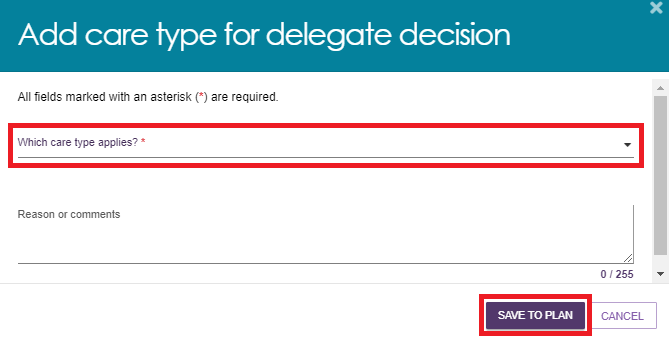 Add care type for delegate decision
All fields marked with an asterisk (*) are required.
Which care type applies? *
Reason or comments
0 / 255
SAVE TO PLAN CANCEL